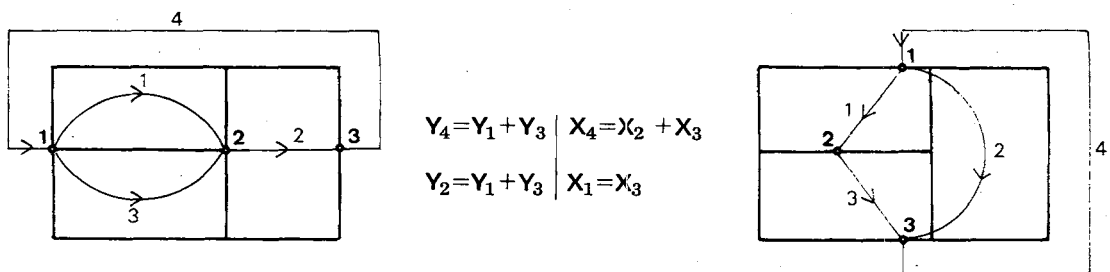 4
1
1 2 2 3
3
Y₄=Y₁+Y₃ | X₄=X₂+X₃
Y₂=Y₁+Y₃ | X₁=X₃
1
1
2 2 4
3
3